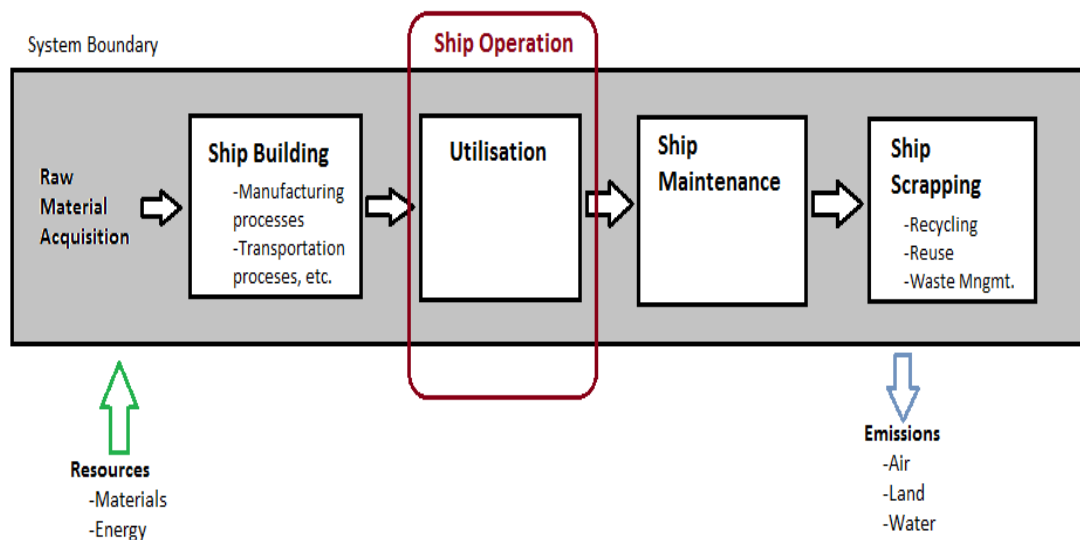 System Boundary
Ship Operation
Raw
Material
Acquisition
Ship Building
-Manufacturing
processes
-Transportation
proceses, etc.
Utilisation
Ship
Maintenance
Ship
Scrapping
-Recycling
-Reuse
-Waste Mngmt.
Resources
-Materials
-Energy
Emissions
-Air
-Land
-Water